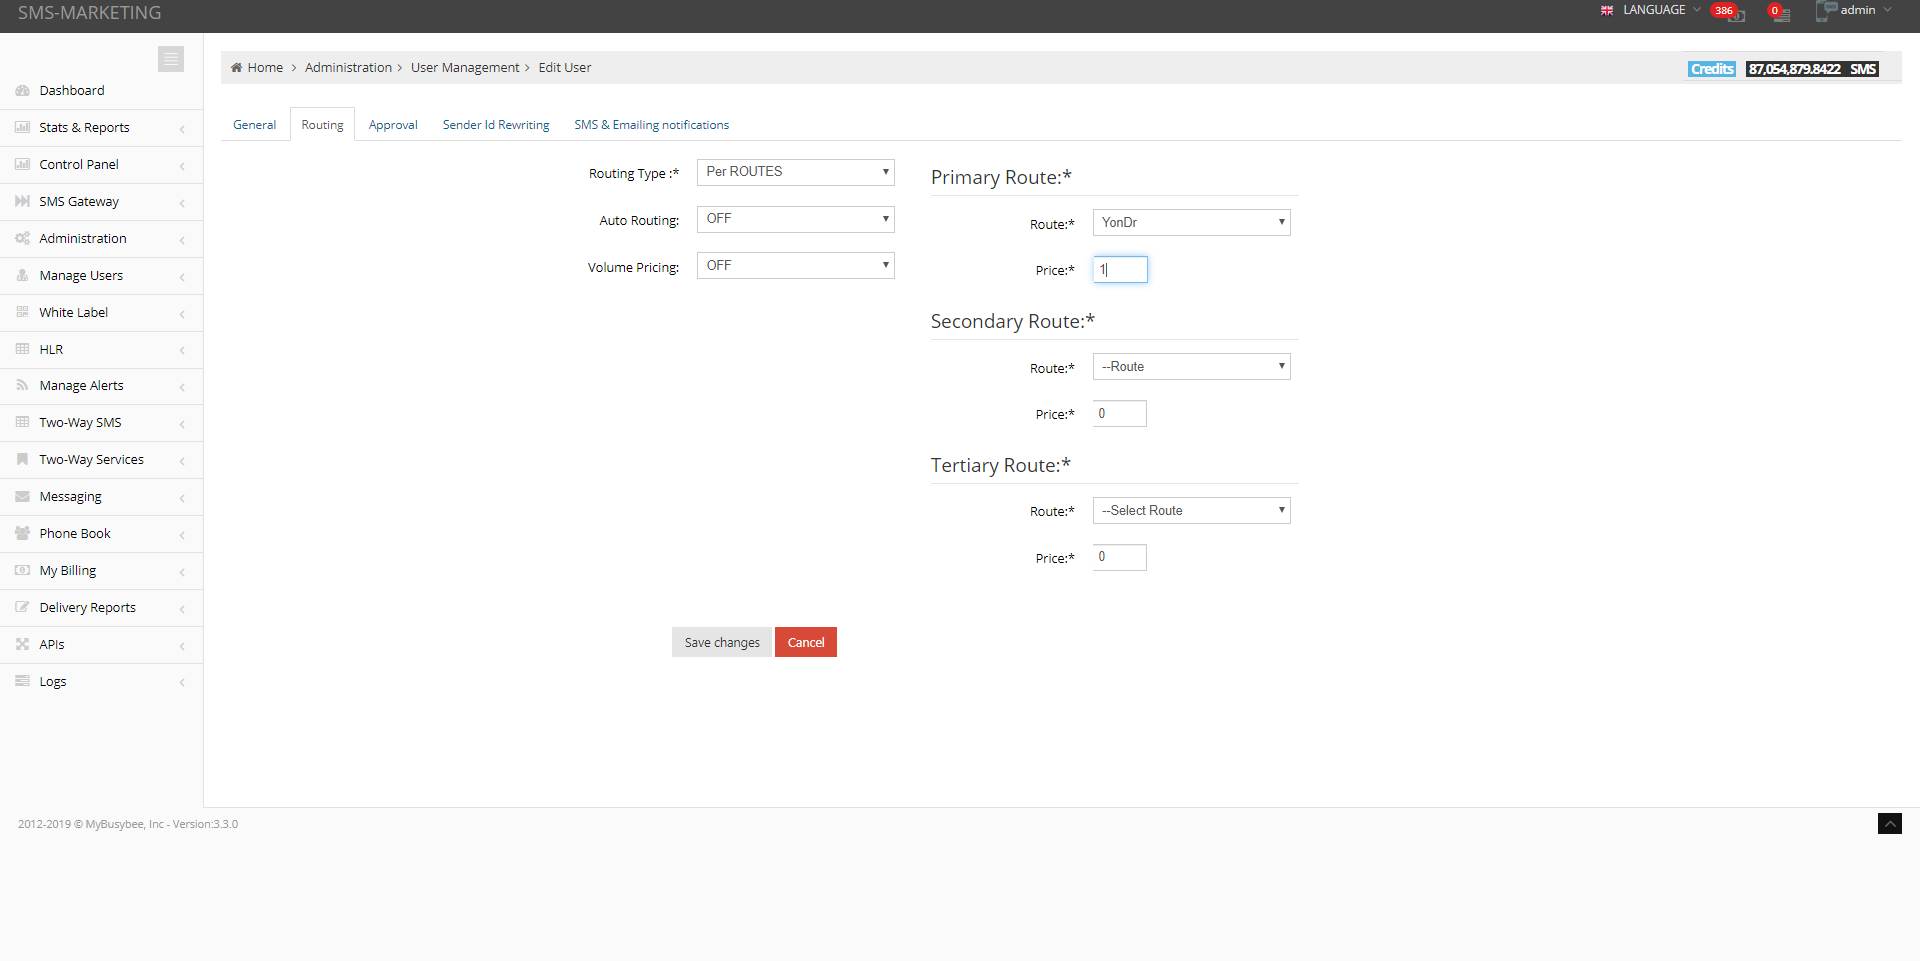 SMS-MARKETING
LANGUAGE
386
0
admin
Home > Administration > User Management > Edit User
Credits 87,054,879.8422 SMS
Dashboard
Stats & Reports
Control Panel
SMS Gateway
Administration
Manage Users
White Label
HLR
Manage Alerts
Two-Way SMS
Two-Way Services
Messaging
Phone Book
My Billing
Delivery Reports
APIs
Logs
General
Routing
Approval
Sender Id Rewriting
SMS & Emailing notifications
Routing Type :* Per ROUTES
Auto Routing: OFF
Volume Pricing: OFF
Primary Route:*
Route:* YonDr
Price:* 1
Secondary Route:*
Route:* --Route
Price:* 0
Tertiary Route:*
Route:* --Select Route
Price:* 0
Save changes
Cancel
2012-2019 © MyBusybee, Inc - Version:3.3.0